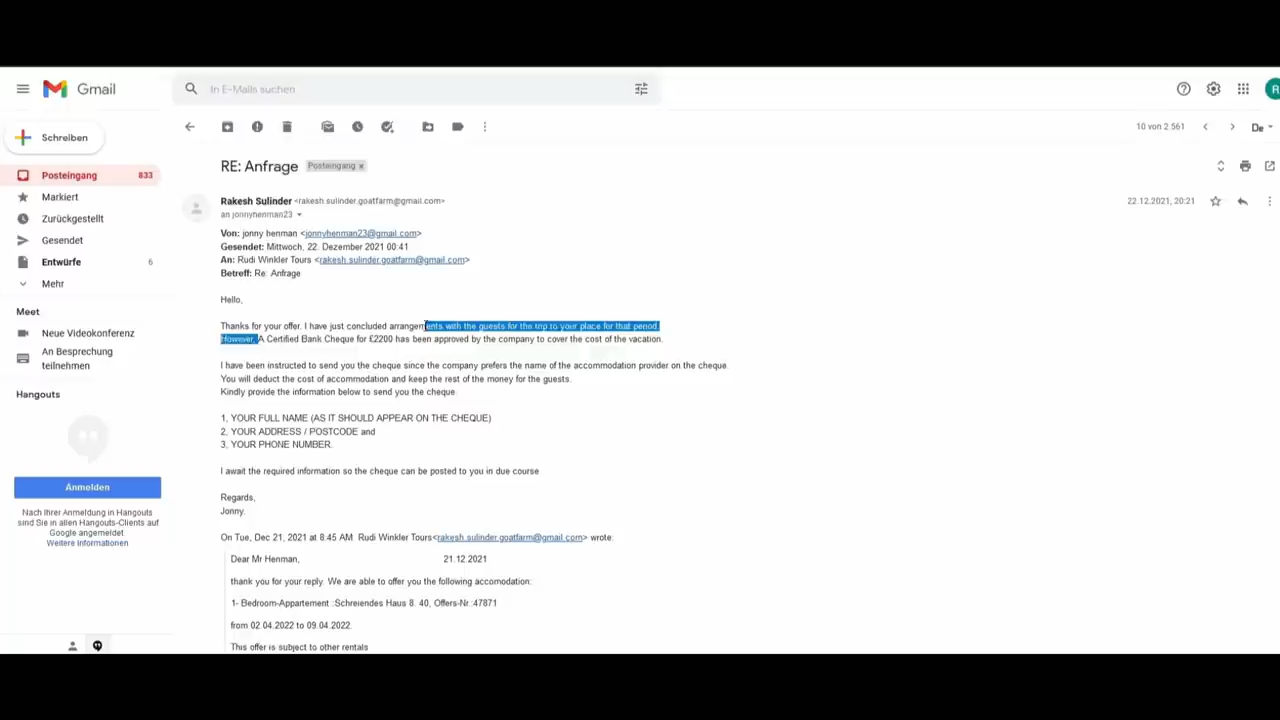 Gmail
In E-Mails suchen
R
Schreiben
10 von 2.561
De
Posteingang 833
RE: Anfrage Posteingang x
Markiert
Rakesh Sulinder <rakesh.sulinder.goatfarm@gmail.com>
22.12.2021, 20:21
an jonnyhenman23
Zurückgestellt
Von: jonny henman <jonnyhenman23@gmail.com>
Gesendet
Gesendet: Mittwoch, 22. Dezember 2021 00:41
Entwürfe 6
An: Rudi Winkler Tours <rakesh.sulinder.goatfarm@gmail.com>
Betreff: Re: Anfrage
Mehr
Hello,
Meet
Thanks for your offer. I have just concluded arrangements with the guests for the trip to your place for that period.
Neue Videokonferenz
However, A Certified Bank Cheque for £2200 has been approved by the company to cover the cost of the vacation.
An Besprechung
teilnehmen
I have been instructed to send you the cheque since the company prefers the name of the accommodation provider on the cheque.
You will deduct the cost of accommodation and keep the rest of the money for the guests.
Kindly provide the information below to send you the cheque.
Hangouts
1, YOUR FULL NAME (AS IT SHOULD APPEAR ON THE CHEQUE)
2, YOUR ADDRESS / POSTCODE and
3, YOUR PHONE NUMBER.
I await the required information so the cheque can be posted to you in due course
Anmelden
Regards,
Jonny.
Nach Ihrer Anmeldung in Hangouts
sind Sie in allen Hangouts-Clients auf
Google angemeldet.
Weitere Informationen
On Tue, Dec 21, 2021 at 8:45 AM Rudi Winkler Tours<rakesh.sulinder.goatfarm@gmail.com> wrote:
Dear Mr Henman, 21.12.2021
thank you for your reply. We are able to offer you the following accomodation:
1- Bedroom-Appartement :Schreiendes Haus 8. 40, Offers-Nr.:47871
from 02.04.2022 to 09.04.2022.
This offer is subject to other rentals